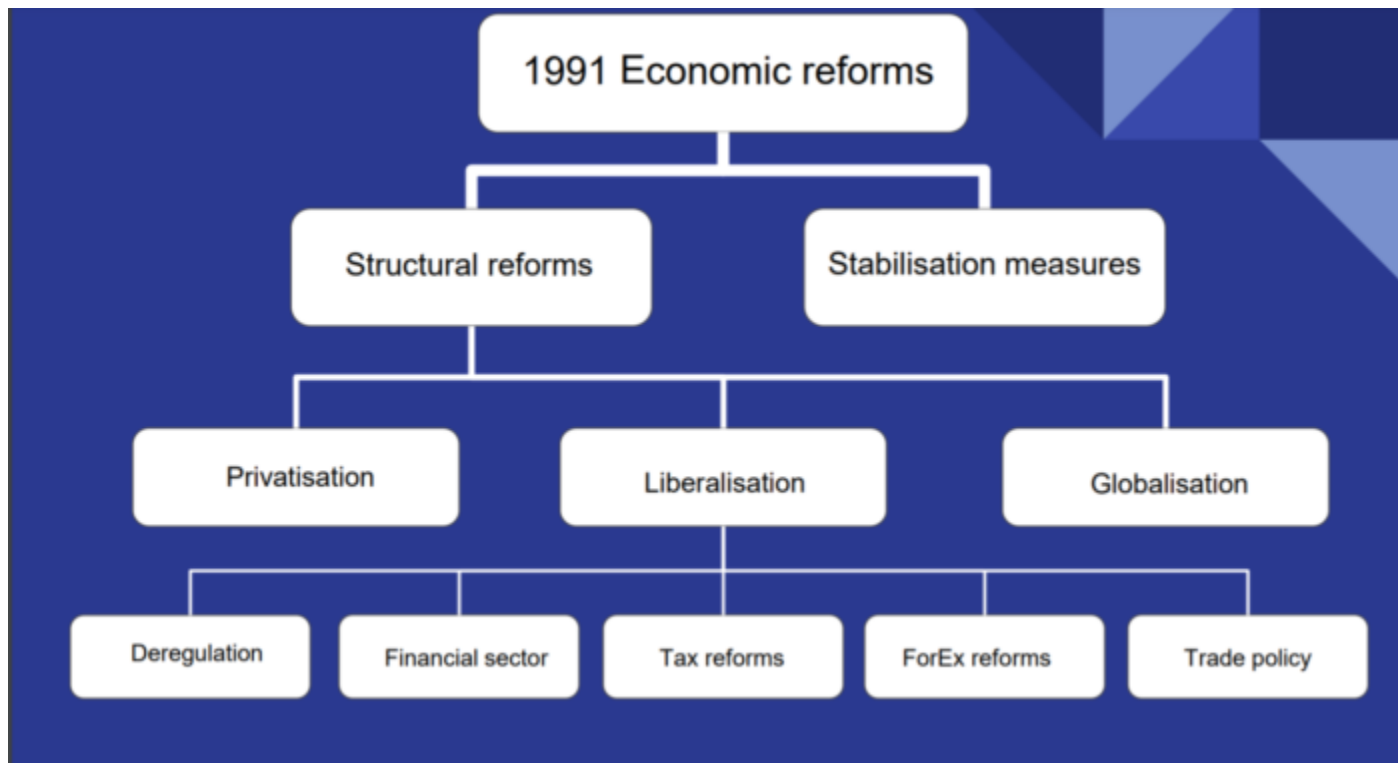 1991 Economic reforms
Structural reforms
Stabilisation measures
Privatisation
Liberalisation
Globalisation
Deregulation
Financial sector
Tax reforms
ForEx reforms
Trade policy